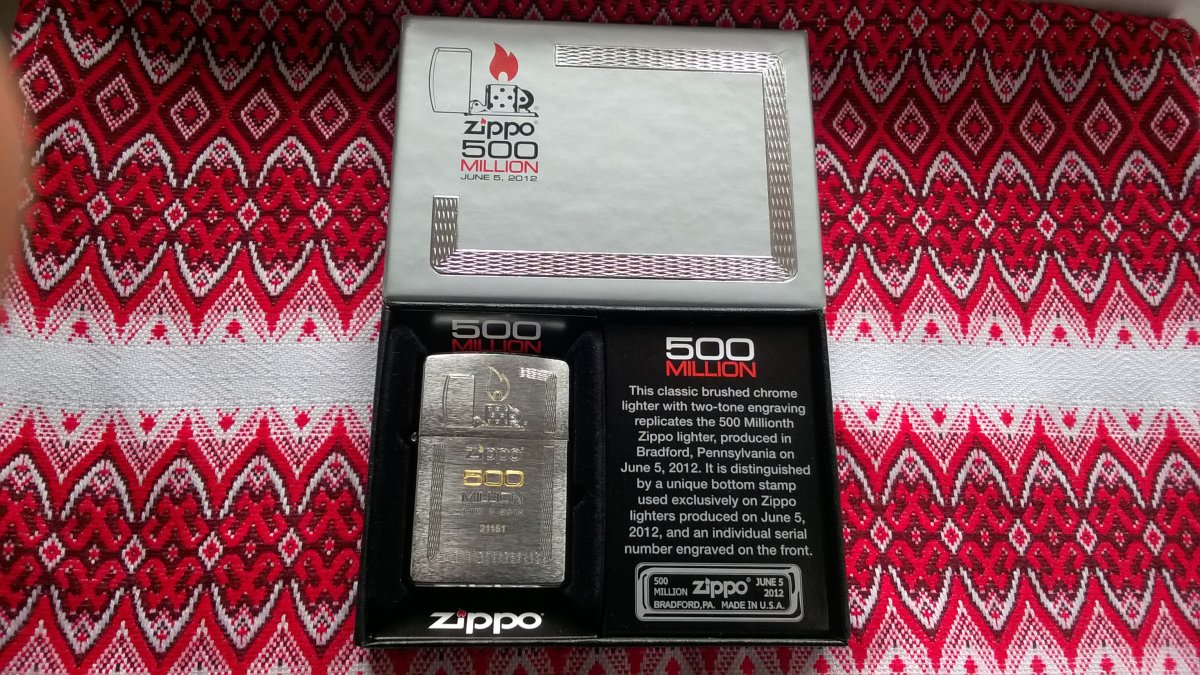 zippo
500
MILLION
JUNE 5, 2012
500
MILLION
Zippo
500
MILLION
JUNE 5 2012
21151
zippo
500
MILLION
This classic brushed chrome
lighter with two-tone engraving
replicates the 500 Millionth
Zippo lighter, produced in
Bradford, Pennsylvania on
June 5, 2012. It is distinguished
by a unique bottom stamp
used exclusively on Zippo
lighters produced on June 5,
2012, and an individual serial
number engraved on the front.
500 MILLION zippo JUNE 5 2012
BRADFORD,PA. MADE IN U.S.A.